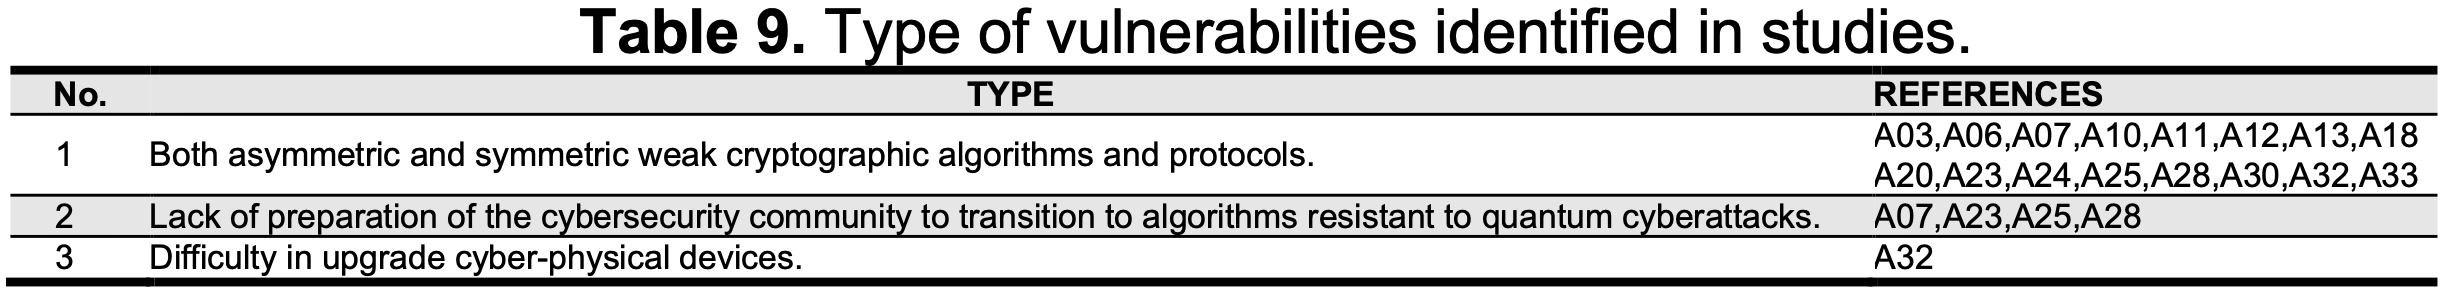 Table 9. Type of vulnerabilities identified in studies.
No. TYPE REFERENCES
1 Both asymmetric and symmetric weak cryptographic algorithms and protocols. A03,A06,A07,A10,A11,A12,A13,A18
A20,A23,A24,A25,A28,A30,A32,A33
2 Lack of preparation of the cybersecurity community to transition to algorithms resistant to quantum cyberattacks. A07,A23,A25,A28
3 Difficulty in upgrade cyber-physical devices. A32